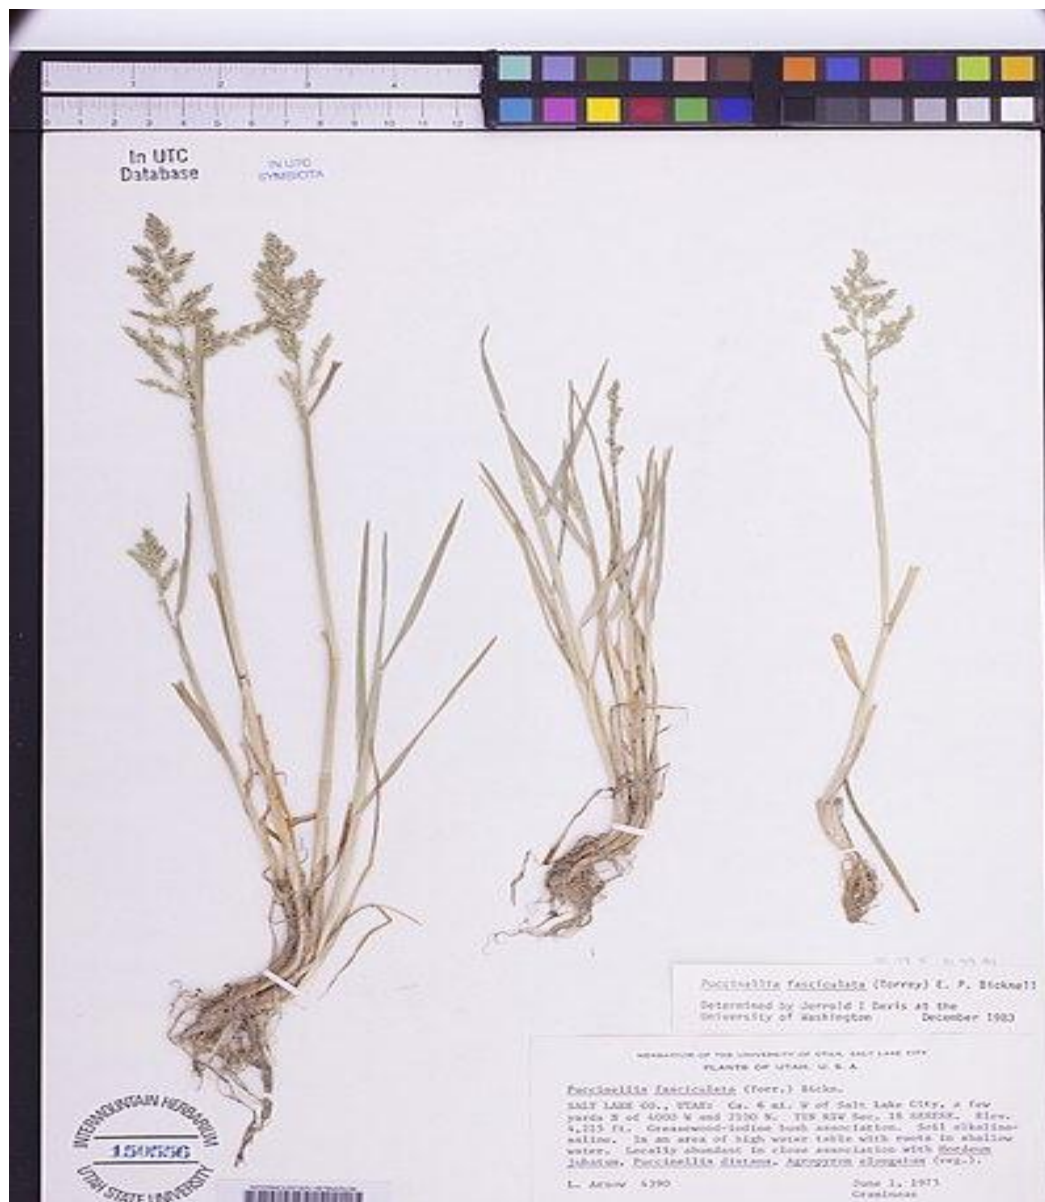 In UTC
Database
IN UTC
SYMBIOTA
Puccinellia fasciculata (Torrey) E. P. Bicknell
Determined by Jerrold I Davis at the
University of Washington December 1983
HERBARIUM OF THE UNIVERSITY OF UTAH, SALT LAKE CITY
PLANTS OF UTAH, U. S. A.
Puccinellia fasciculata (Torr.) Bickn.
SALT LAKE CO., UTAH: Ca. 6 mi. W of Salt Lake City, a few
yards N of 4000 W and 2100 N. T1N R1W Sec. 18 Elev.
4,215 ft. Greasewood-iodine bush association. Soil alkaline-
saline. In an area of high water table with roots in shallow
water. Locally abundant in close association with Hordeum
jubatum, Puccinellia distans, Agropyron elongatum (veg.).
L. Arnow 4390 June 1, 1973
Gramineae
INTERMOUNTAIN HERBARIUM
150556
UTAH STATE UNIVERSITY